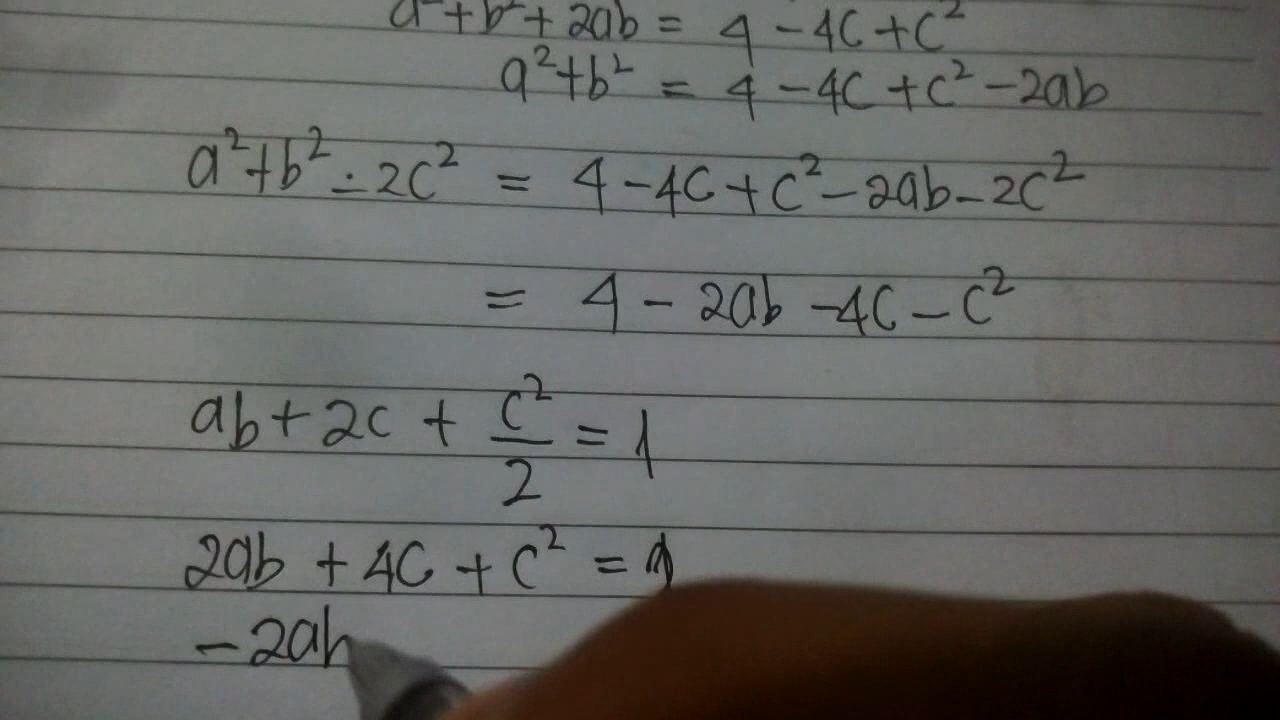 a²+b²+2ab = 4-4c+c²
a²+b² = 4-4c+c²-2ab
a²+b²-2c² = 4-4c+c²-2ab-2c²
= 4-2ab-4c-c²
ab+2c+c²/2=1
2ab+4c+c²=
-2ab